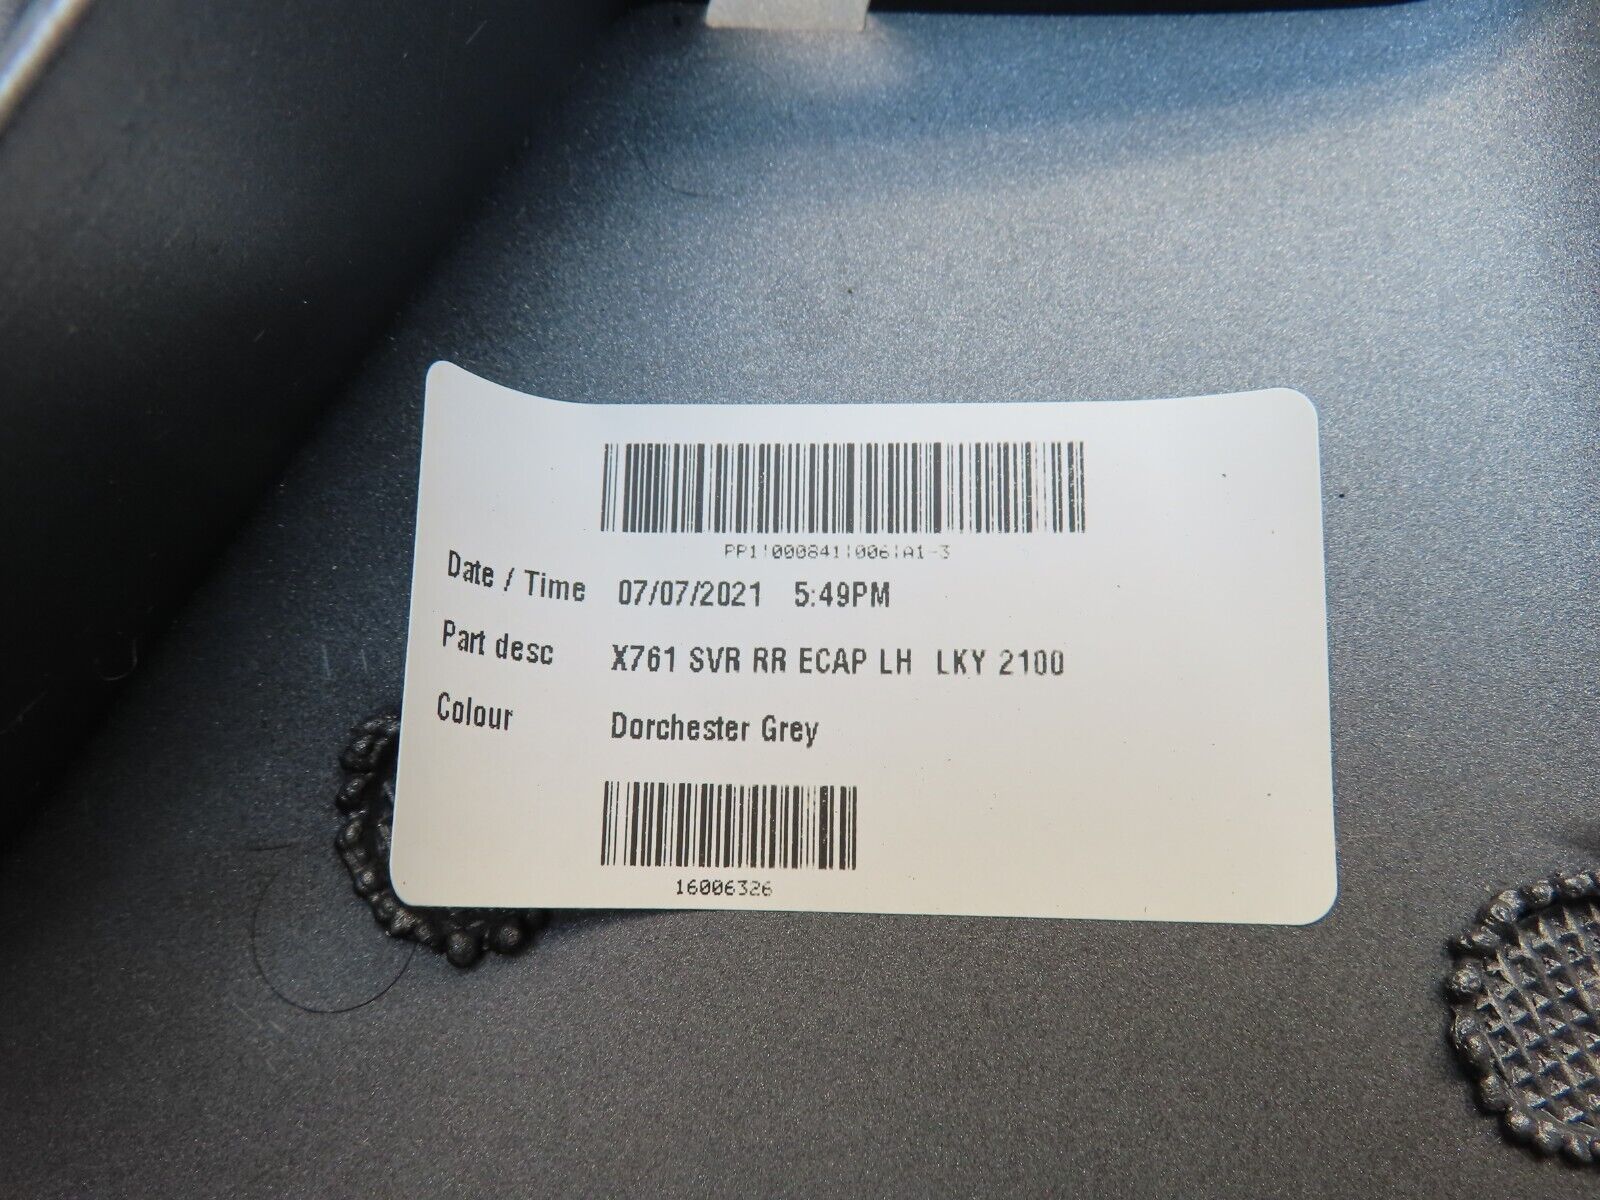 PP1|000841|006|A1-3
Date / Time 07/07/2021 5:49PM
Part desc X761 SVR RR ECAP LH LKY 2100
Colour Dorchester Grey
16006326